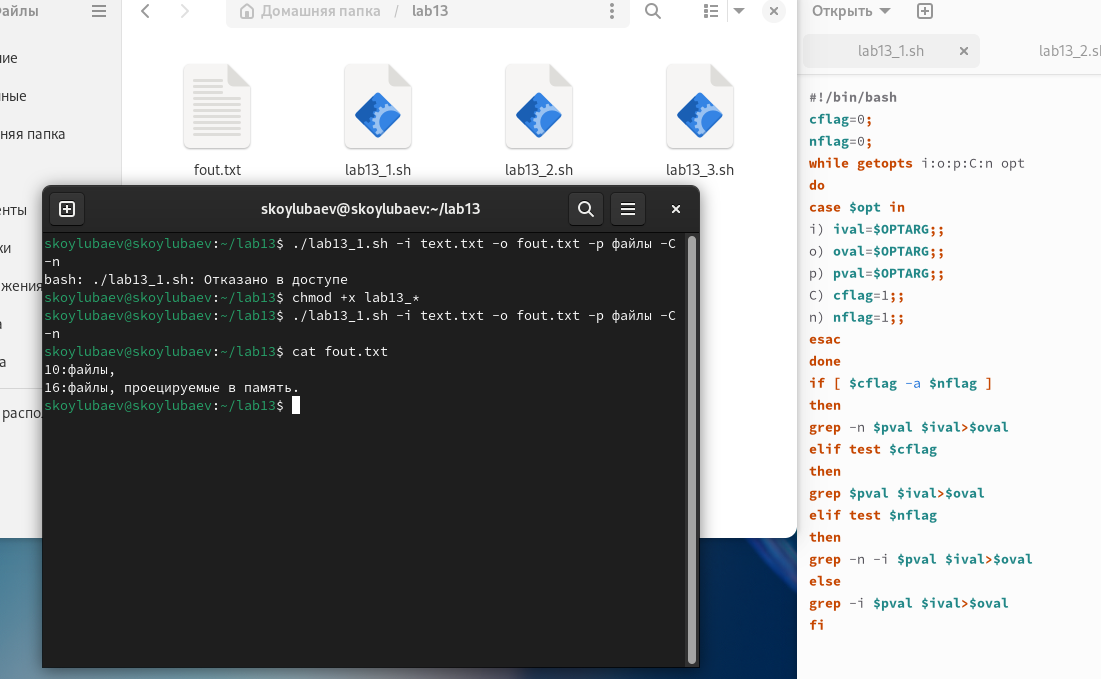 айлы
Домашняя папка / lab13
ние
ные
няя папка
енты
ки
жения
а
а
распо
fout.txt
lab13_1.sh
lab13_2.sh
lab13_3.sh
skoylubaev@skoylubaev:~/lab13
skoylubaev@skoylubaev:~/lab13$ ./lab13_1.sh -i text.txt -o fout.txt -p файлы -C
-n
bash: ./lab13_1.sh: Отказано в доступе
skoylubaev@skoylubaev:~/lab13$ chmod +x lab13_*
skoylubaev@skoylubaev:~/lab13$ ./lab13_1.sh -i text.txt -o fout.txt -p файлы -C
-n
skoylubaev@skoylubaev:~/lab13$ cat fout.txt
10:файлы,
16:файлы, проецируемые в память.
skoylubaev@skoylubaev:~/lab13$
Открыть
lab13_1.sh
lab13_2.s
#!/bin/bash
cflag=0;
nflag=0;
while getopts i:o:p:C:n opt
do
case $opt in
i) ival=$OPTARG;;
o) oval=$OPTARG;;
p) pval=$OPTARG;;
C) cflag=1;;
n) nflag=1;;
esac
done
if [ $cflag -a $nflag ]
then
grep -n $pval $ival>$oval
elif test $cflag
then
grep $pval $ival>$oval
elif test $nflag
then
grep -n -i $pval $ival>$oval
else
grep -i $pval $ival>$oval
fi